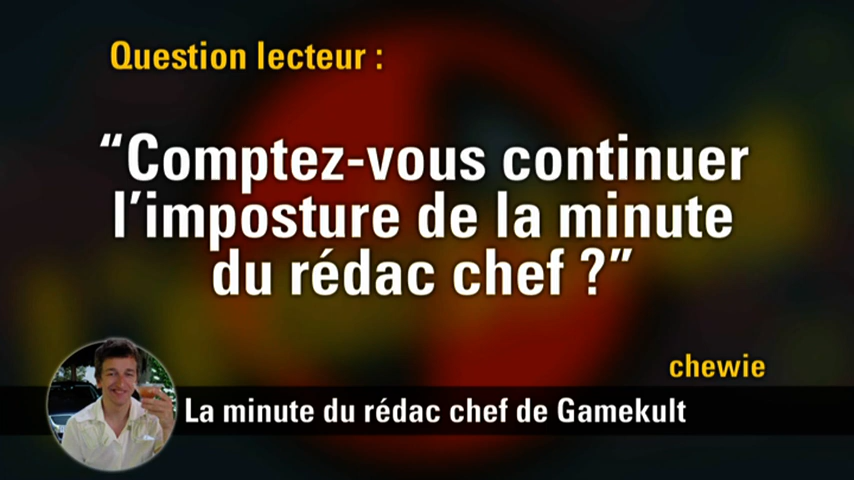 Question lecteur :
“Comptez-vous continuer
l’imposture de la minute
du rédac chef ?”
chewie
La minute du rédac chef de Gamekult